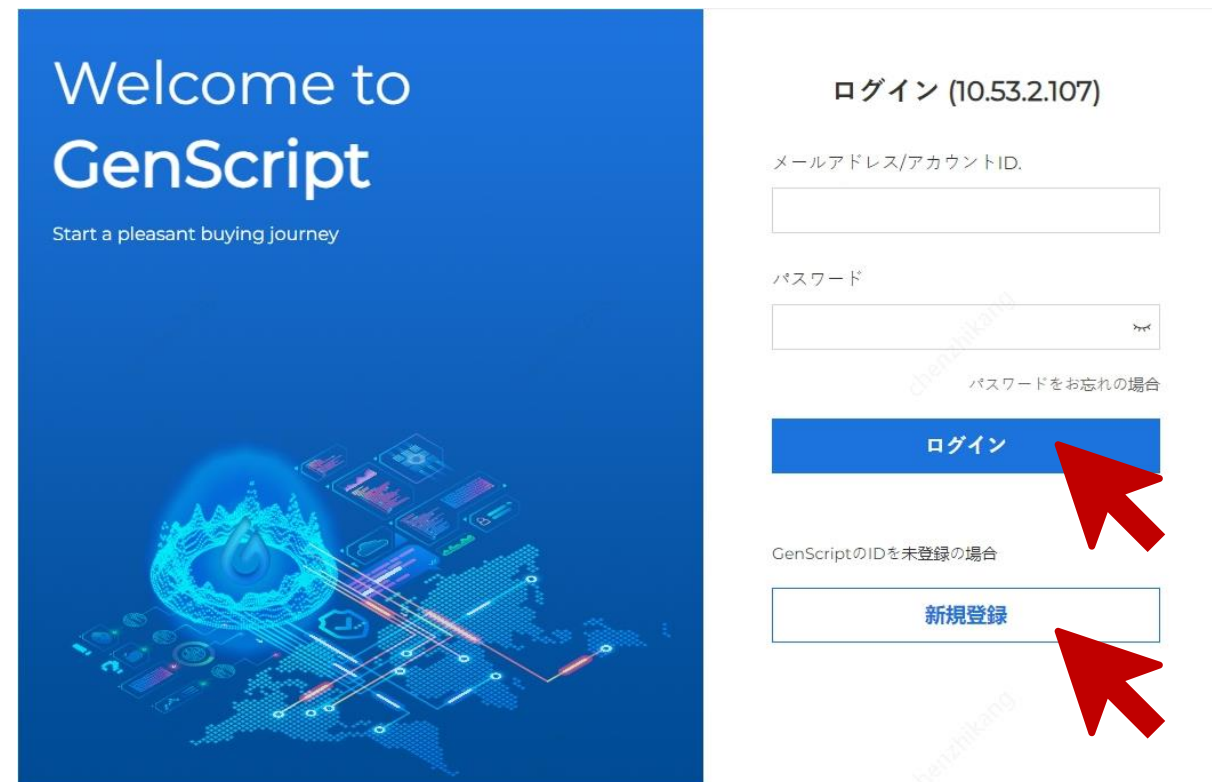 Welcome to
GenScript
Start a pleasant buying journey
ログイン (10.53.2.107)
メールアドレス/アカウントID.
パスワード
chenzhikang
パスワードをお忘れの場合
ログイン
GenScriptのIDを未登録の場合
新規登録
chenzhikang